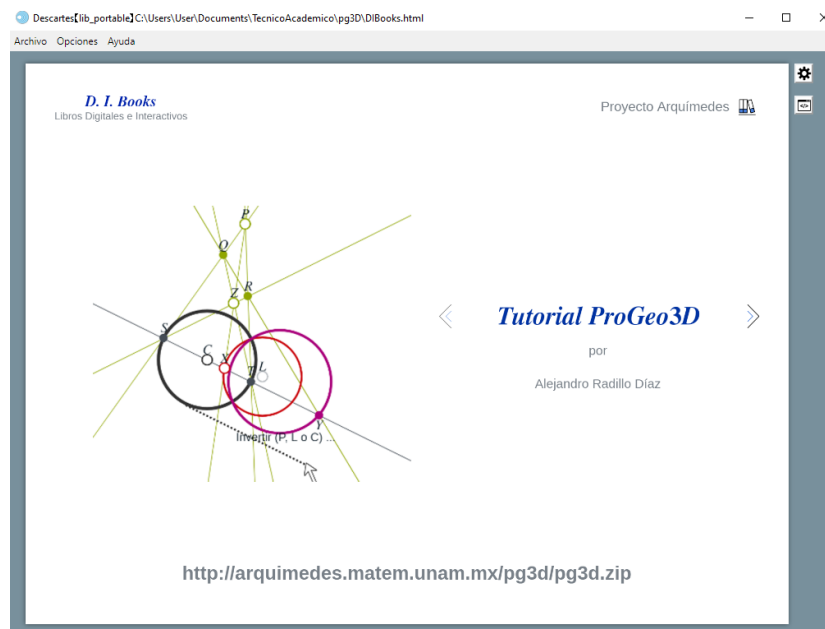 Descartes【lib_portable】C:\Users\User\Documents\TecnicoAcademico\pg3D\DIBooks.html
Archivo Opciones Ayuda
D. I. Books
Libros Digitales e Interactivos
Proyecto Arquímedes
P
Q
Z R
S
C
X
T L
Y
Invertir (P, L o C) ...
Tutorial ProGeo3D
por
Alejandro Radillo Díaz
http://arquimedes.matem.unam.mx/pg3d/pg3d.zip